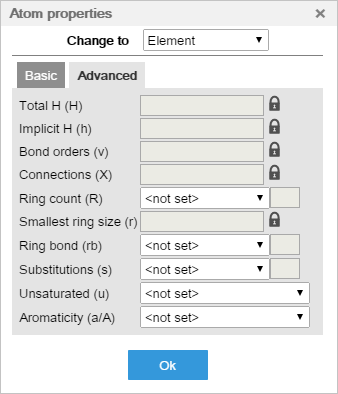 Atom properties ×
Change to Element
Basic Advanced
Total H (H)
Implicit H (h)
Bond orders (v)
Connections (X)
Ring count (R) <not set>
Smallest ring size (r)
Ring bond (rb) <not set>
Substitutions (s) <not set>
Unsaturated (u) <not set>
Aromaticity (a/A) <not set>
Ok